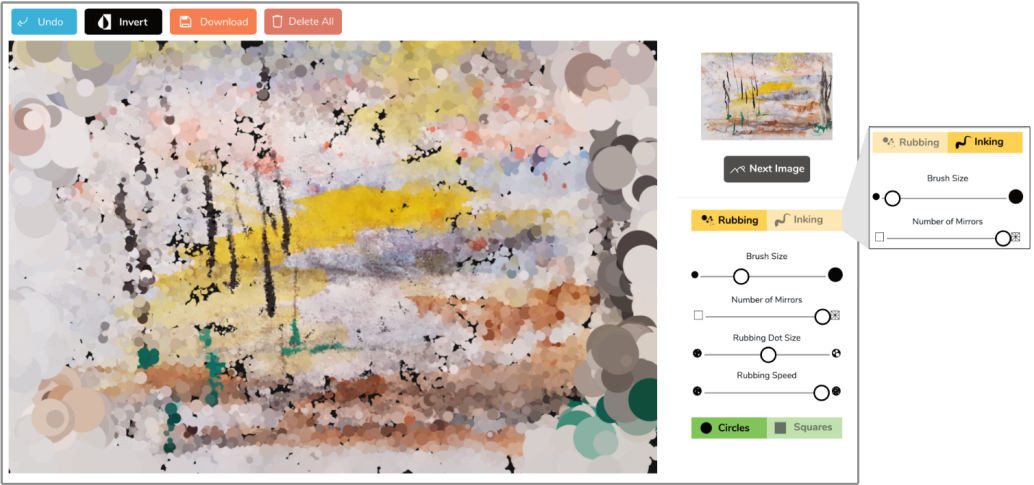 Undo
Invert
Download
Delete All
Next Image
Rubbing
Inking
Brush Size
Number of Mirrors
Rubbing Dot Size
Rubbing Speed
Circles
Squares
Rubbing
Inking
Brush Size
Number of Mirrors